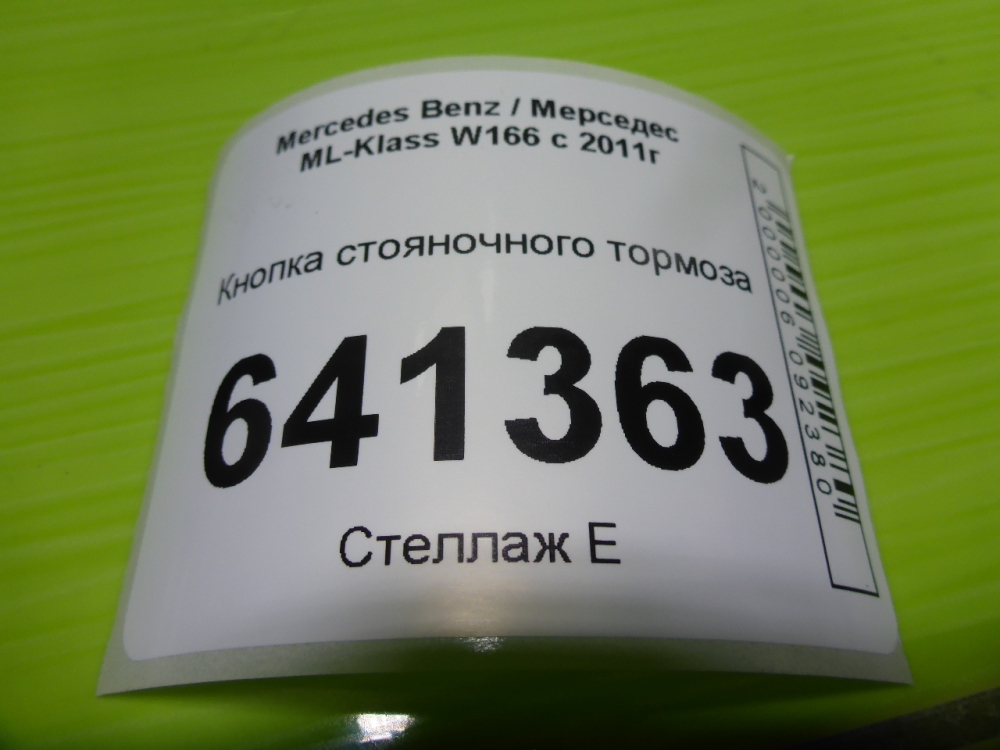 Mercedes Benz / Мерседес
ML-Klass W166 с 2011г
Кнопка стояночного тормоза
641363
Стеллаж Е
2000006092380